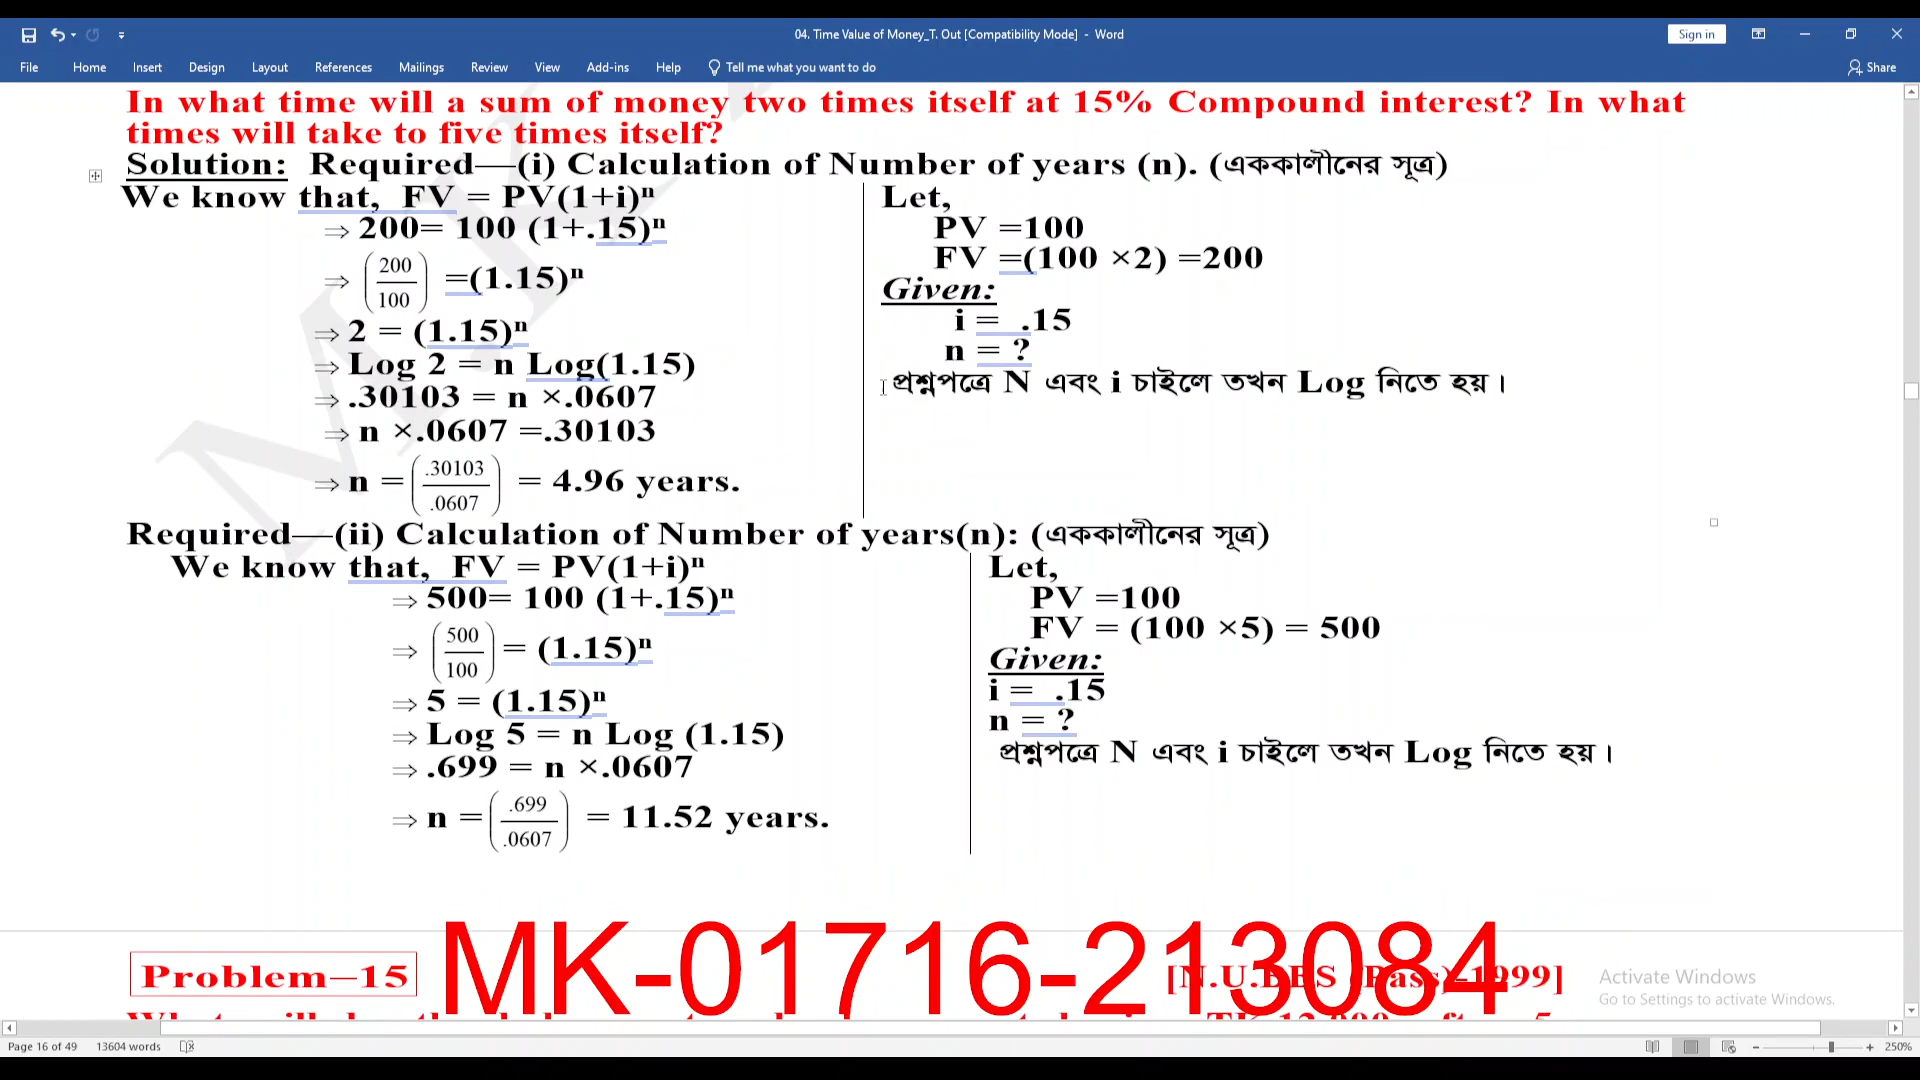 04. Time Value of Money_T. Out [Compatibility Mode] - Word
Sign in
File Home Insert Design Layout References Mailings Review View Add-ins Help Tell me what you want to do Share
In what time will a sum of money two times itself at 15% Compound interest? In what
times will take to five times itself?
Solution: Required—(i) Calculation of Number of years (n). (এককালীনের সূত্র)
We know that, FV = PV(1+i)ⁿ
⇒ 200= 100 (1+.15)ⁿ
⇒ (200/100) =(1.15)ⁿ
⇒ 2 = (1.15)ⁿ
⇒ Log 2 = n Log(1.15)
⇒ .30103 = n ×.0607
⇒ n ×.0607 =.30103
⇒ n =(.30103/.0607) = 4.96 years.
Let,
PV =100
FV =(100 ×2) =200
Given:
i = .15
n = ?
প্রশ্নপত্রে N এবং i চাইলে তখন Log নিতে হয়।
Required—(ii) Calculation of Number of years(n): (এককালীনের সূত্র)
We know that, FV = PV(1+i)ⁿ
⇒ 500= 100 (1+.15)ⁿ
⇒ (500/100) = (1.15)ⁿ
⇒ 5 = (1.15)ⁿ
⇒ Log 5 = n Log (1.15)
⇒ .699 = n ×.0607
⇒ n =(.699/.0607) = 11.52 years.
Let,
PV =100
FV = (100 ×5) = 500
Given:
i = .15
n = ?
প্রশ্নপত্রে N এবং i চাইলে তখন Log নিতে হয়।
MK-01716-213084
Problem–15
[N.U.BBS (Pass)-1999]
Activate Windows
Go to Settings to activate Windows.
Page 16 of 49 13604 words
250%